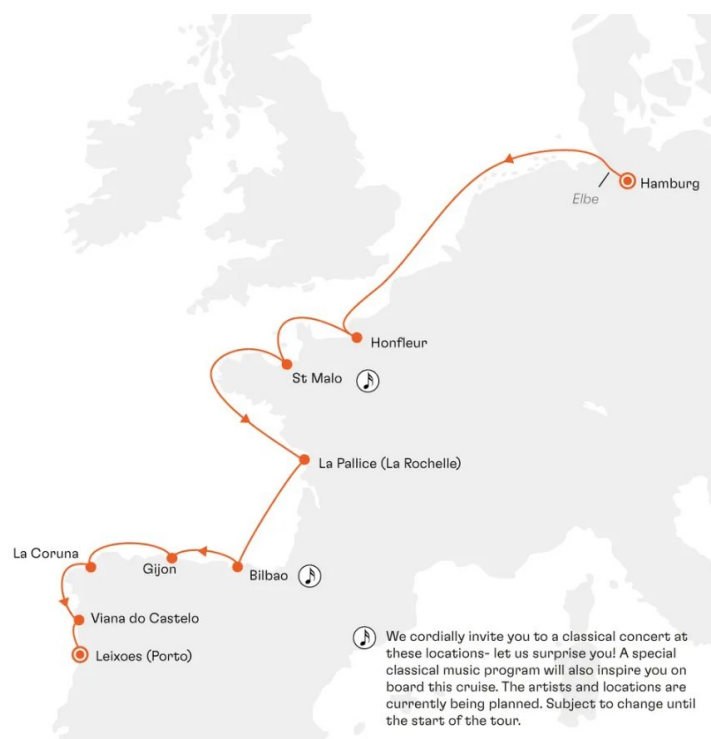 Hamburg
Elbe
Honfleur
St Malo
La Pallice (La Rochelle)
La Coruna
Gijon
Bilbao
Viana do Castelo
Leixoes (Porto)
We cordially invite you to a classical concert at
these locations- let us surprise you! A special
classical music program will also inspire you on
board this cruise. The artists and locations are
currently being planned. Subject to change until
the start of the tour.